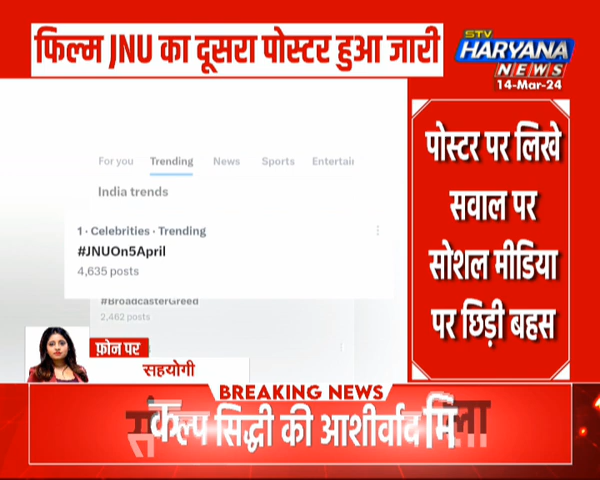 फिल्म JNU का दूसरा पोस्टर हुआ जारी
STV
HARYANA
NEWS
14-Mar-24
For you Trending News Sports Entertain
India trends
1 · Celebrities · Trending
#JNUOn5April
4,635 posts
#BroadcasterGreed
2,462 posts
पोस्टर पर लिखे
सवाल पर
सोशल मीडिया
पर छिड़ी बहस
फ़ोन पर
सहयोगी
BREAKING NEWS
कल्प सिद्धी की आशीर्वाद